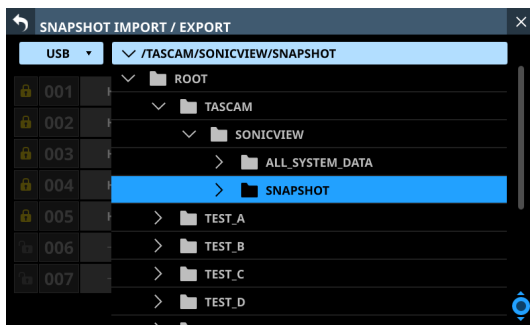 SNAPSHOT IMPORT / EXPORT
USB
/TASCAM/SONICVIEW/SNAPSHOT
ROOT
001
TASCAM
002
SONICVIEW
003
ALL_SYSTEM_DATA
004
SNAPSHOT
005
TEST_A
006
TEST_B
007
TEST_C
TEST_D